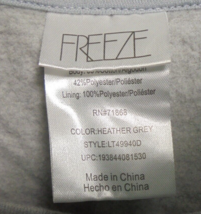 FREEZE
42%Polyester/Poliéster
Lining: 100%Polyester/Poliéster
RN#71868
COLOR:HEATHER GREY
STYLE:LT49940D
UPC:193844081530
Made in China
Hecho en China